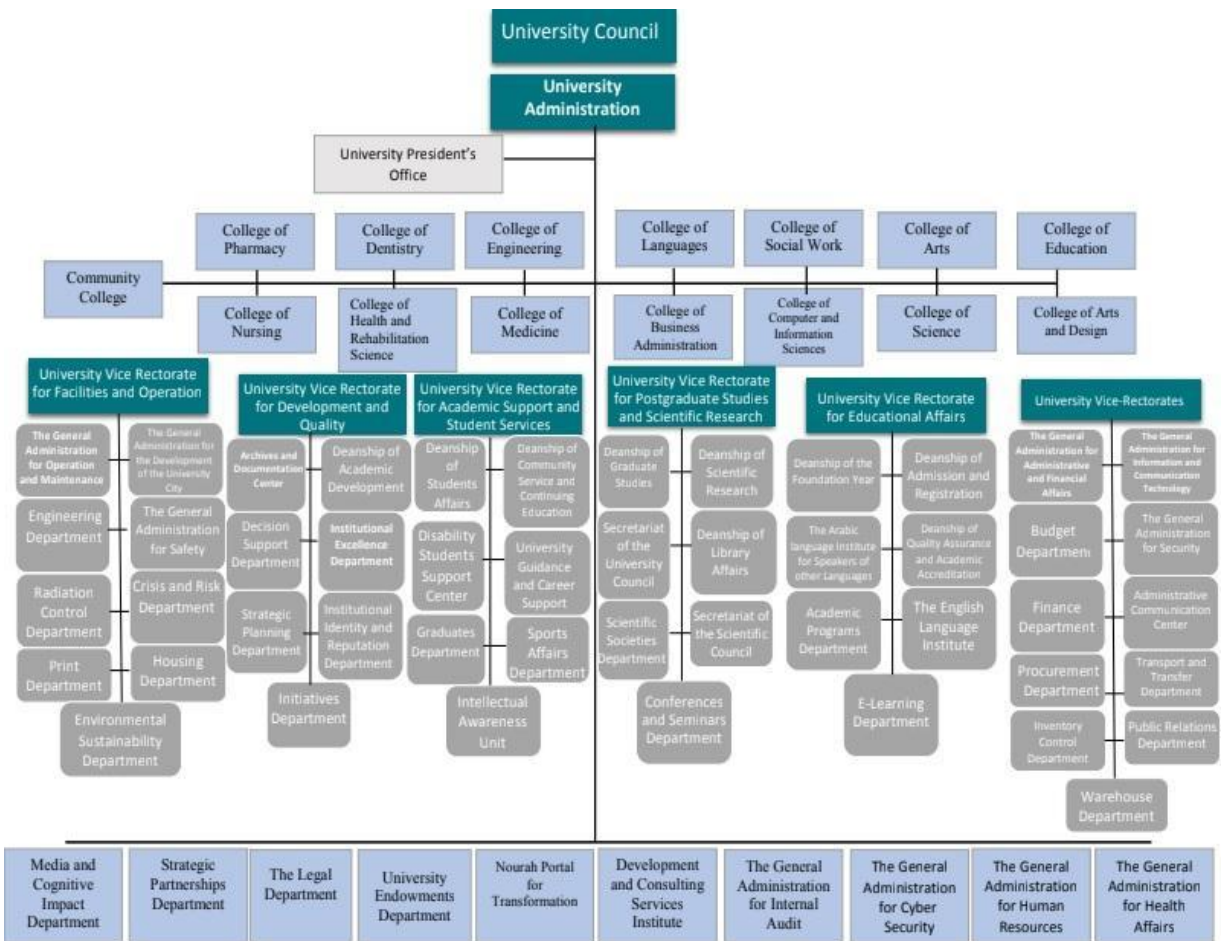 University Council
University
Administration
University President's
Office
College of
Pharmacy
College of
Dentistry
College of
Engineering
College of
Languages
College of
Social Work
College of
Arts
College of
Education
Community
College
College of
Nursing
College of
Health and
Rehabilitation
Science
College of
Medicine
College of
Business
Administration
College of
Computer and
Information
Sciences
College of
Science
College of Arts
and Design
University Vice Rectorate
for Facilities and Operation
The General
Administration
for Operation
and Maintenance
The General
Administration for
the Development
of the University
City
Engineering
Department
The General
Administration
for Safety
Radiation
Control
Department
Crisis and Risk
Department
Print
Department
Housing
Department
Environmental
Sustainability
Department
University Vice Rectorate
for Development and
Quality
Archives and
Documentation
Center
Deanship of
Academic
Development
Decision
Support
Department
Institutional
Excellence
Department
Strategic
Planning
Department
Institutional
Identity and
Reputation
Department
Initiatives
Department
University Vice Rectorate
for Academic Support and
Student Services
Deanship
of
Students
Affairs
Deanship of
Community
Service and
Continuing
Education
Disability
Students
Support
Center
University
Guidance
and Career
Support
Graduates
Department
Sports
Affairs
Department
Intellectual
Awareness
Unit
University Vice Rectorate
for Postgraduate Studies
and Scientific Research
Deanship
of Graduate
Studies
Deanship of
Scientific
Research
Secretariat
of the
University
Council
Deanship
of Library
Affairs
Scientific
Societies
Department
Secretariat of
the Scientific
Council
Conferences
and Seminars
Department
University Vice Rectorate
for Educational Affairs
Deanship of the
Foundation Year
Deanship of
Admission and
Registration
The Arabic
language Institute
for Speakers of
other Languages
Deanship of
Quality Assurance
and Academic
Accreditation
Academic
Programs
Department
The English
Language
Institute
E-Learning
Department
University Vice-Rectorates
The General
Administration for
Administrative
and Financial
Affairs
The General
Administration for
Information and
Communication
Technology
Budget
Department
The General
Administration
for Security
Finance
Department
Administrative
Communication
Center
Procurement
Department
Transport and
Transfer
Department
Inventory
Control
Department
Public Relations
Department
Warehouse
Department
Media and
Cognitive
Impact
Department
Strategic
Partnerships
Department
The Legal
Department
University
Endowments
Department
Nourah Portal
for
Transformation
Development
and Consulting
Services
Institute
The General
Administration
for Internal
Audit
The General
Administration
for Cyber
Security
The General
Administration
for Human
Resources
The General
Administration
for Health
Affairs